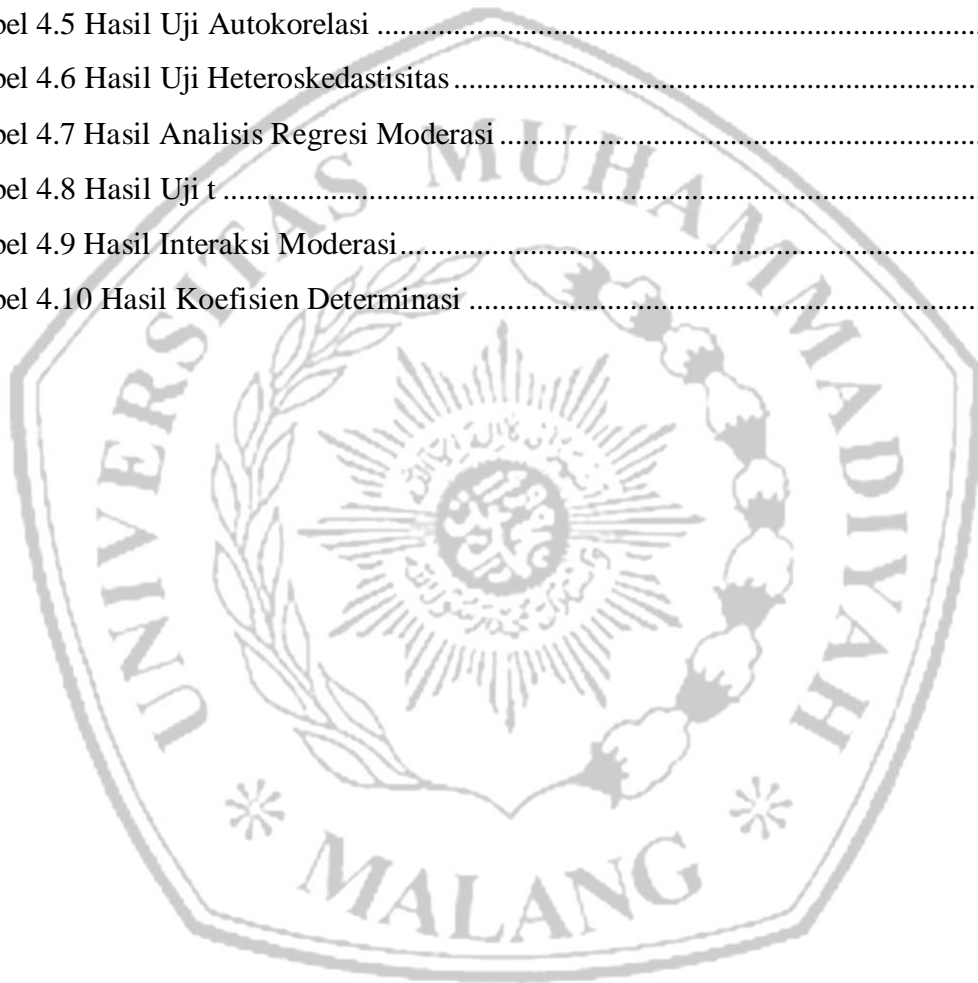 bel 4.5 Hasil Uji Autokorelasi ........................................................................................
bel 4.6 Hasil Uji Heteroskedastisitas ........................................................................................
bel 4.7 Hasil Analisis Regresi Moderasi ........................................................................................
bel 4.8 Hasil Uji t ........................................................................................
bel 4.9 Hasil Interaksi Moderasi ........................................................................................
bel 4.10 Hasil Koefisien Determinasi ........................................................................................
UNIVERSITAS MUHAMMADIYAH
MALANG